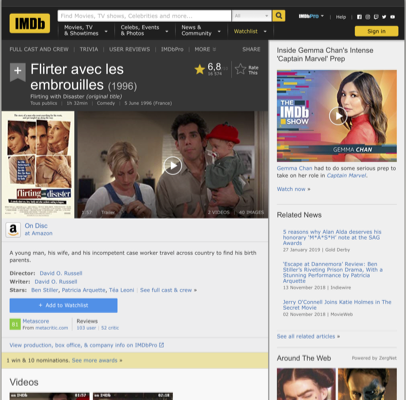 IMDb
Find Movies, TV shows, Celebrities and more...
All
IMDbPro
Help
Movies, TV
& Showtimes
Celebs, Events
& Photos
News &
Community
Watchlist
Sign in
FULL CAST AND CREW | TRIVIA | USER REVIEWS | IMDbPro | MORE
SHARE
Flirter avec les
embrouilles (1996)
Flirting with Disaster (original title)
Tous publics | 1h 32min | Comedy | 5 June 1996 (France)
6,8
Rate
This
flirting disaster
2:57 Trailer
2 VIDEOS
40 IMAGES
On Disc
at Amazon
A young man, his wife, and his incompetent case worker travel across country to find his birth
parents.
Director: David O. Russell
Writer: David O. Russell
Stars: Ben Stiller, Patricia Arquette, Téa Leoni | See full cast & crew »
+ Add to Watchlist
81
Metascore
From metacritic.com
Reviews
103 user | 52 critic
View production, box office, & company info on IMDbPro
1 win & 10 nominations. See more awards »
Videos
Inside Gemma Chan's Intense
'Captain Marvel' Prep
THE
IMDb
SHOW
GEMMA CHAN
Gemma Chan had to do some serious prep
to take on her role in Captain Marvel.
Watch now »
Related News
5 reasons why Alan Alda deserves his
honorary 'M*A*S*H' note at the SAG
Awards
27 January 2019 | Gold Derby
'Escape at Dannemora' Review: Ben
Stiller's Riveting Prison Drama, With a
Stunning Performance by Patricia
Arquette
13 November 2018 | Indiewire
Jerry O'Connell Joins Katie Holmes in The
Secret Movie
02 November 2018 | MovieWeb
See all related articles »
Around The Web
Powered by ZergNet